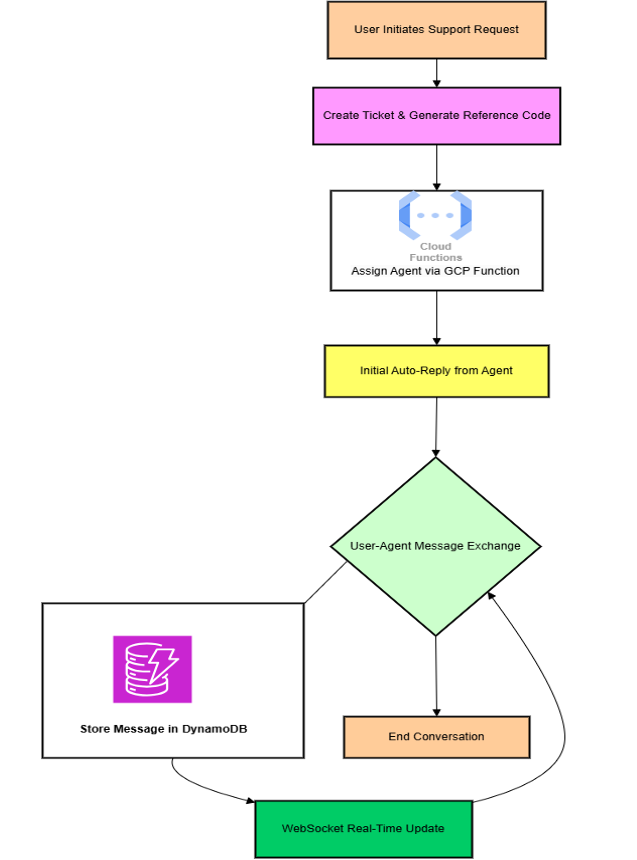 User Initiates Support Request
Create Ticket & Generate Reference Code
Cloud
Functions
Assign Agent via GCP Function
Initial Auto-Reply from Agent
User-Agent Message Exchange
Store Message in DynamoDB
End Conversation
WebSocket Real-Time Update